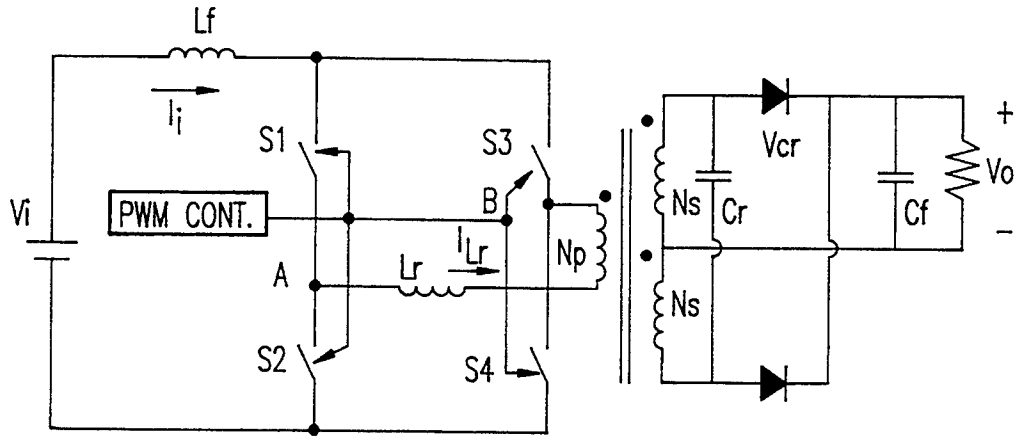 Lf
Ii
S1
S3
+
Vcr
Vi
PWM CONT.
B
Ns
Cr
Cf
Vo
ILr
Lr
Np
-
A
Ns
S2
S4